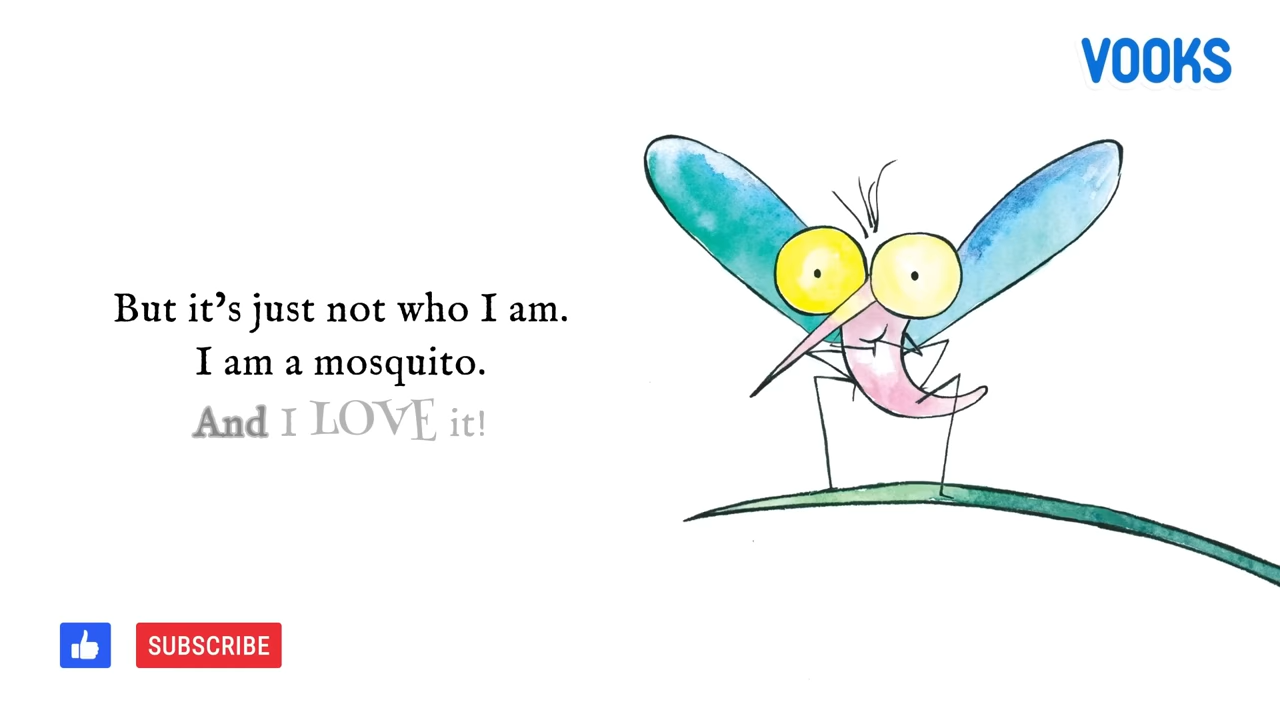 VOOKS
But it's just not who I am.
I am a mosquito.
And I LOVE it!
SUBSCRIBE